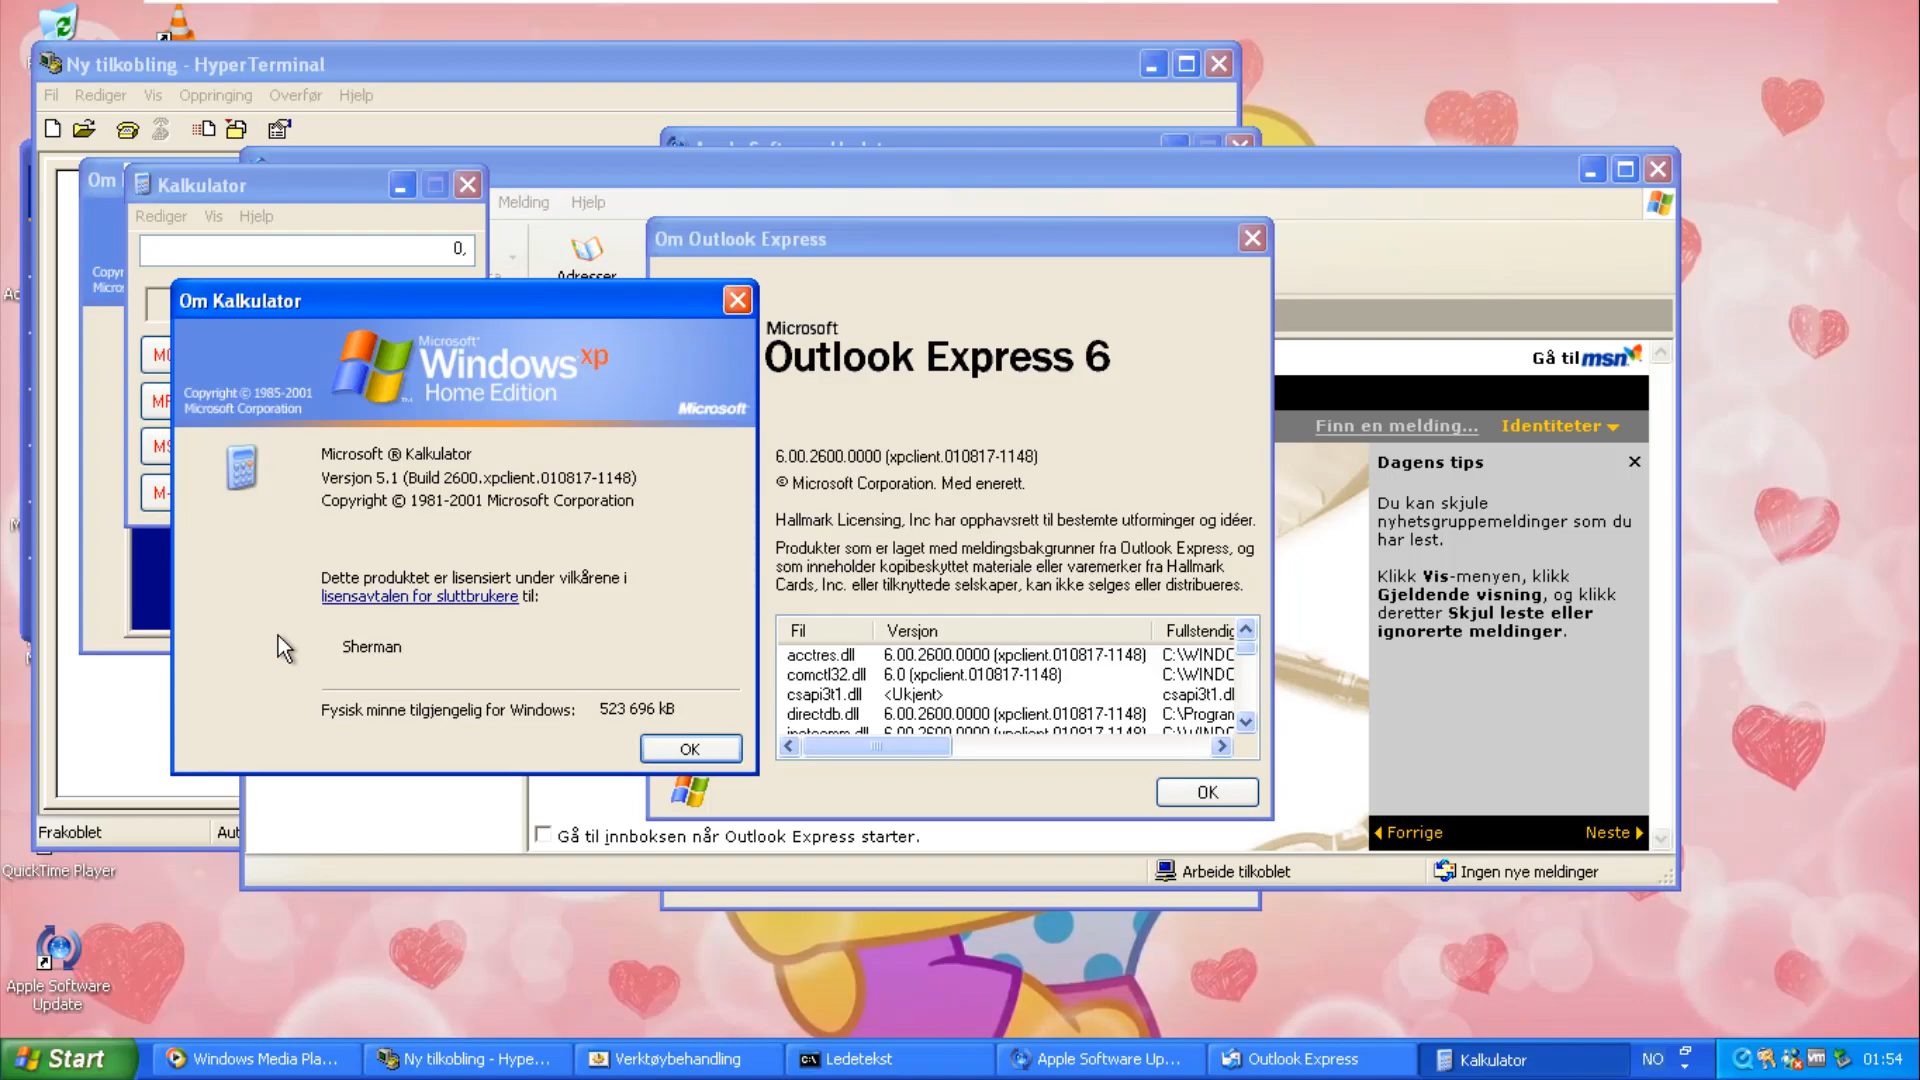 Ny tilkobling - HyperTerminal
Fil Rediger Vis Oppringing Overfør Hjelp
Om
Kalkulator
Rediger Vis Hjelp
0,
Melding Hjelp
Adresser
Om Outlook Express
Microsoft
Outlook Express 6
6.00.2600.0000 (xpclient.010817-1148)
© Microsoft Corporation. Med enerett.
Hallmark Licensing, Inc har opphavsrett til bestemte utforminger og idéer.
Produkter som er laget med meldingsbakgrunner fra Outlook Express, og
som inneholder kopibeskyttet materiale eller varemerker fra Hallmark
Cards, Inc. eller tilknyttede selskaper, kan ikke selges eller distribueres.
Fil Versjon Fullstendig
acctres.dll 6.00.2600.0000 (xpclient.010817-1148) C:\WIND
comctl32.dll 6.0 (xpclient.010817-1148) C:\WIND
csapi3t1.dll <Ukjent> csapi3t1.dl
directdb.dll 6.00.2600.0000 (xpclient.010817-1148) C:\Program
OK
Om Kalkulator
Microsoft®
Windows xp
Home Edition
Copyright © 1985-2001
Microsoft Corporation
Microsoft
Microsoft ® Kalkulator
Versjon 5.1 (Build 2600.xpclient.010817-1148)
Copyright © 1981-2001 Microsoft Corporation
Dette produktet er lisensiert under vilkårene i
lisensavtalen for sluttbrukere til:
Sherman
Fysisk minne tilgjengelig for Windows: 523 696 kB
OK
Gå til msn
Finn en melding... Identiteter
Dagens tips
Du kan skjule
nyhetsgruppemeldinger som du
har lest.
Klikk Vis-menyen, klikk
Gjeldende visning, og klikk
deretter Skjul leste eller
ignorerte meldinger.
Forrige Neste
Gå til innboksen når Outlook Express starter.
Arbeide tilkoblet
Ingen nye meldinger
Frakoblet Aut
QuickTime Player
Apple Software
Update
Start
Windows Media Pla...
Ny tilkobling - Hype...
Verktøybehandling
Ledetekst
Apple Software Up...
Outlook Express
Kalkulator
NO
01:54